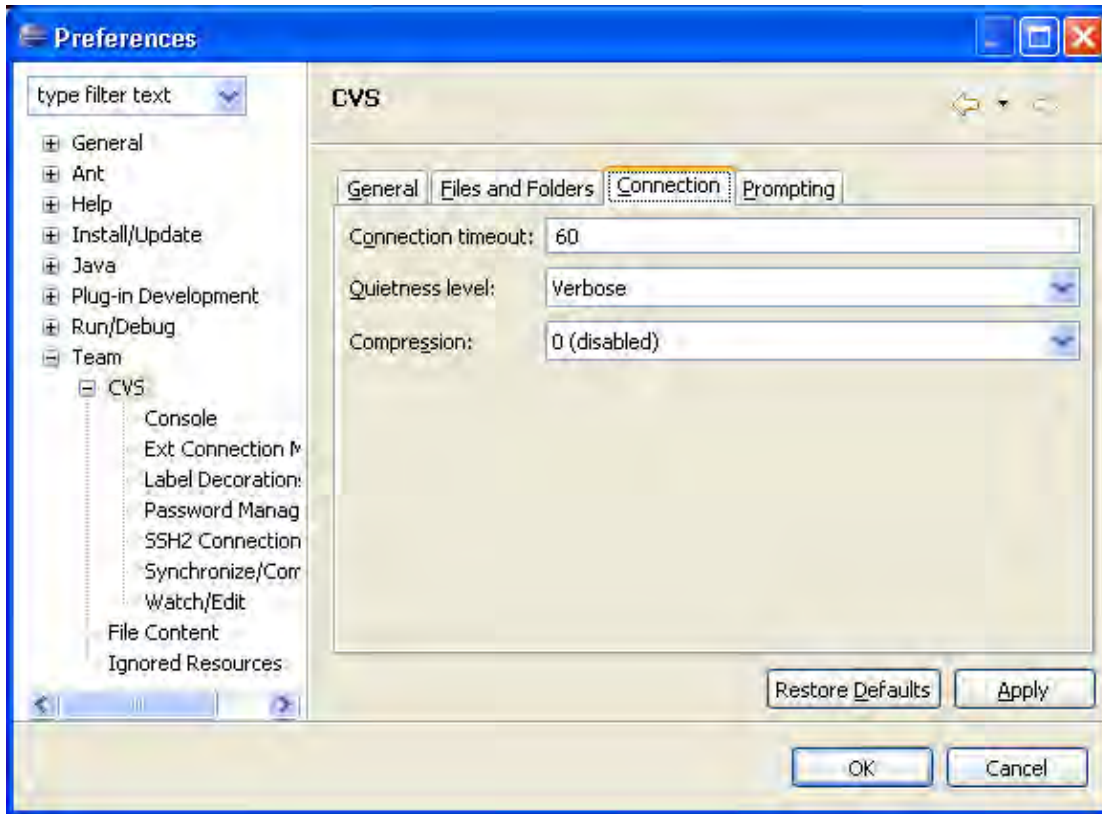 Preferences
type filter text
General
Ant
Help
Install/Update
Java
Plug-in Development
Run/Debug
Team
CVS
Console
Ext Connection M
Label Decorations
Password Manag
SSH2 Connection
Synchronize/Com
Watch/Edit
File Content
Ignored Resources
CVS
General Files and Folders Connection Prompting
Connection timeout: 60
Quietness level: Verbose
Compression: 0 (disabled)
Restore Defaults Apply
OK Cancel